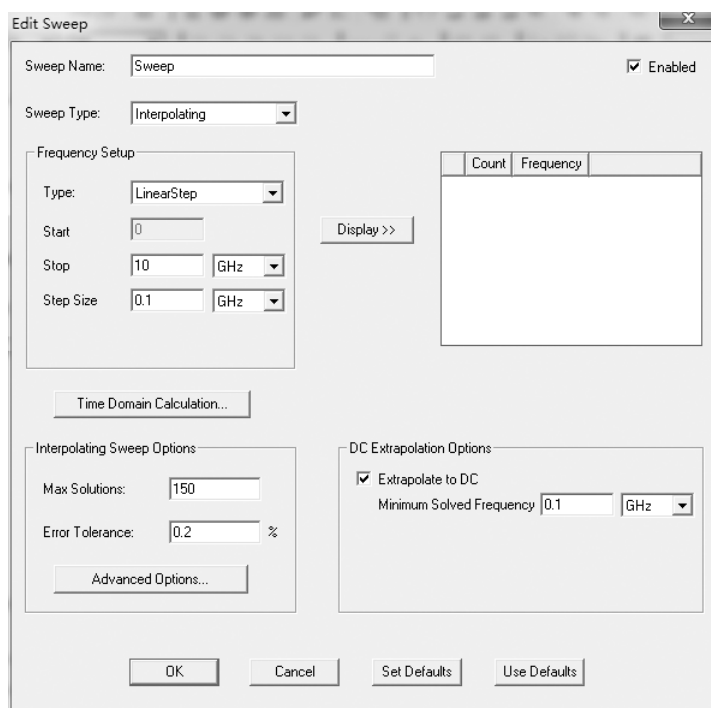 Edit Sweep
Sweep Name: Sweep Enabled
Sweep Type: Interpolating
Frequency Setup
Count Frequency
Type: LinearStep
Start 0
Display >>
Stop 10 GHz
Step Size 0.1 GHz
Time Domain Calculation...
Interpolating Sweep Options
Max Solutions: 150
Error Tolerance: 0.2 %
Advanced Options...
DC Extrapolation Options
Extrapolate to DC
Minimum Solved Frequency 0.1 GHz
OK Cancel Set Defaults Use Defaults